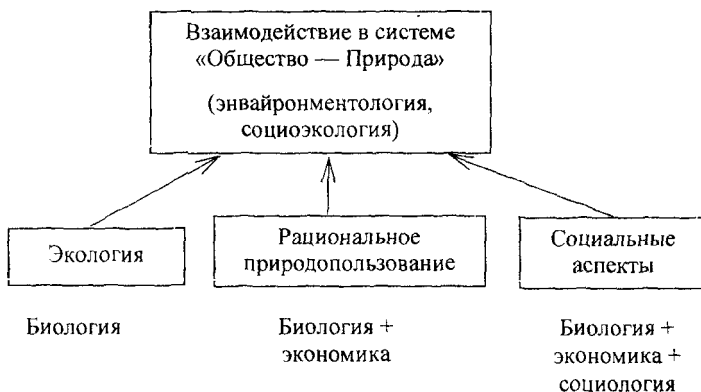 Взаимодействие в системе
«Общество — Природа»
(энвайронментология,
социоэкология)
Экология
Рациональное
природопользование
Социальные
аспекты
Биология
Биология +
экономика
Биология +
экономика +
социология